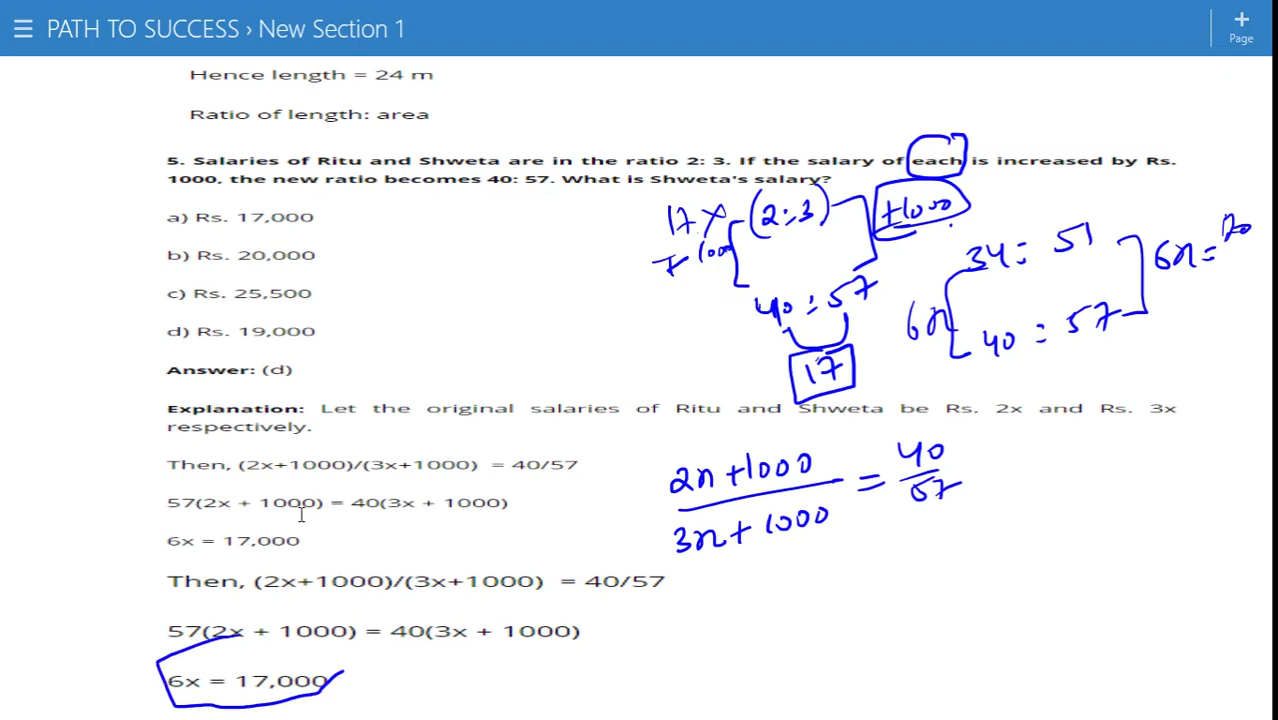 PATH TO SUCCESS › New Section 1
Page
Hence length = 24 m
Ratio of length: area
5. Salaries of Ritu and Shweta are in the ratio 2: 3. If the salary of each is increased by Rs.
1000, the new ratio becomes 40: 57. What is Shweta's salary?
a) Rs. 17,000
b) Rs. 20,000
c) Rs. 25,500
d) Rs. 19,000
Answer: (d)
Explanation: Let the original salaries of Ritu and Shweta be Rs. 2x and Rs. 3x
respectively.
Then, (2x+1000)/(3x+1000) = 40/57
57(2x + 1000) = 40(3x + 1000)
6x = 17,000
Then, (2x+1000)/(3x+1000) = 40/57
57(2x + 1000) = 40(3x + 1000)
6x = 17,000
17 x (2:3)
+1000
+1000
40 : 57
17
34 : 51
6x
40 : 57
6x =
2x+1000 = 40
3x+1000 57